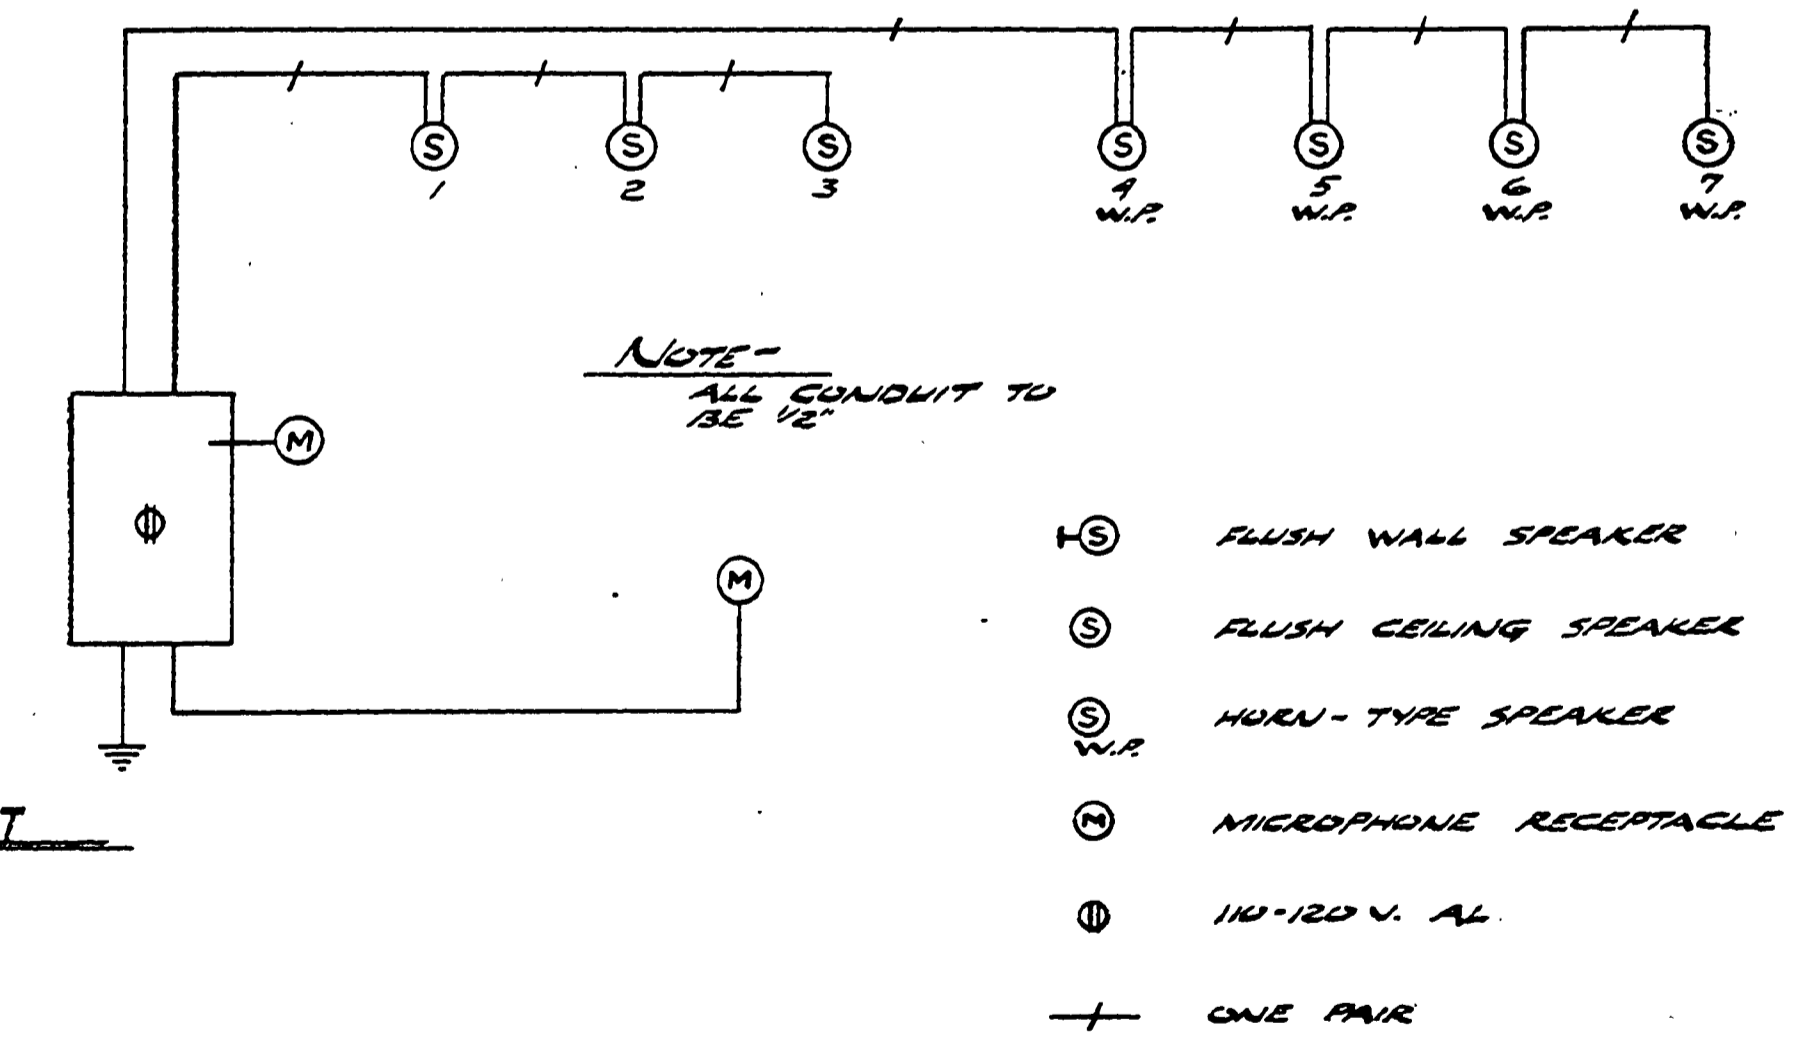 S S S S S S S
1 2 3 4 5 6 7
W.P. W.P. W.P. W.P.
NOTE-
ALL CONDUIT TO
BE 1/2"
M
M
S FLUSH WALL SPEAKER
S FLUSH CEILING SPEAKER
S HORN-TYPE SPEAKER
W.P.
M MICROPHONE RECEPTACLE
110-120 V. AC.
T
ONE PAIR